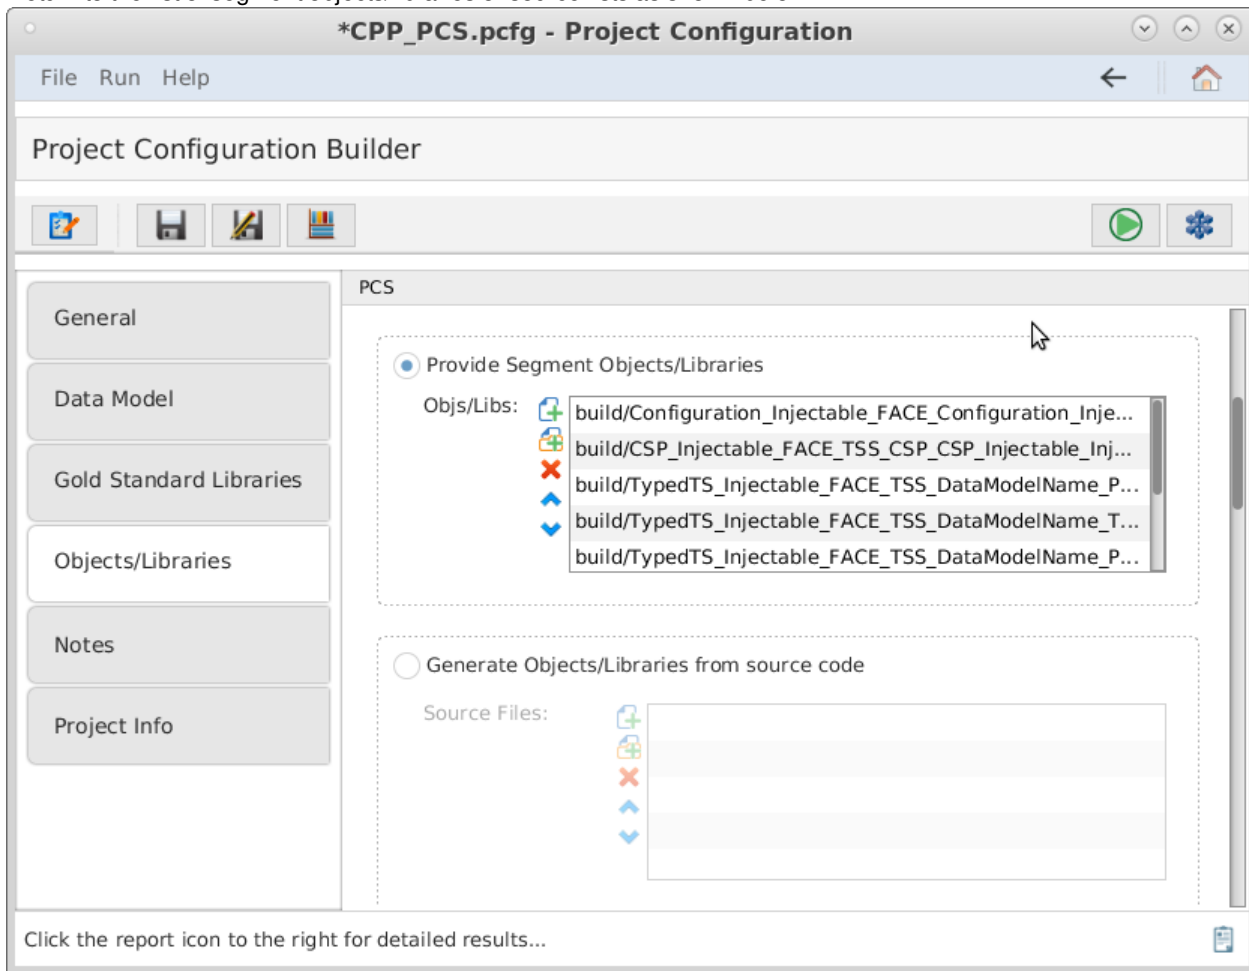 *CPP_PCS.pcfg - Project Configuration
File Run Help
Project Configuration Builder
PCS
General
Data Model
Gold Standard Libraries
Objects/Libraries
Notes
Project Info
Provide Segment Objects/Libraries
Objs/Libs:
build/Configuration_Injectable_FACE_Configuration_Inje...
build/CSP_Injectable_FACE_TSS_CSP_CSP_Injectable_Inj...
build/TypedTS_Injectable_FACE_TSS_DataModelName_P...
build/TypedTS_Injectable_FACE_TSS_DataModelName_T...
build/TypedTS_Injectable_FACE_TSS_DataModelName_P...
Generate Objects/Libraries from source code
Source Files:
Click the report icon to the right for detailed results...